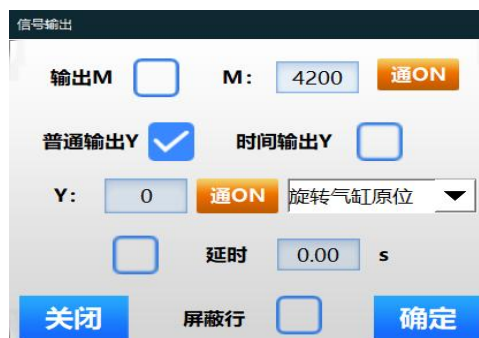 信号输出
输出M M： 4200 通ON
普通输出Y 时间输出Y
Y： 0 通ON 旋转气缸原位
延时 0.00 s
关闭 屏蔽行 确定